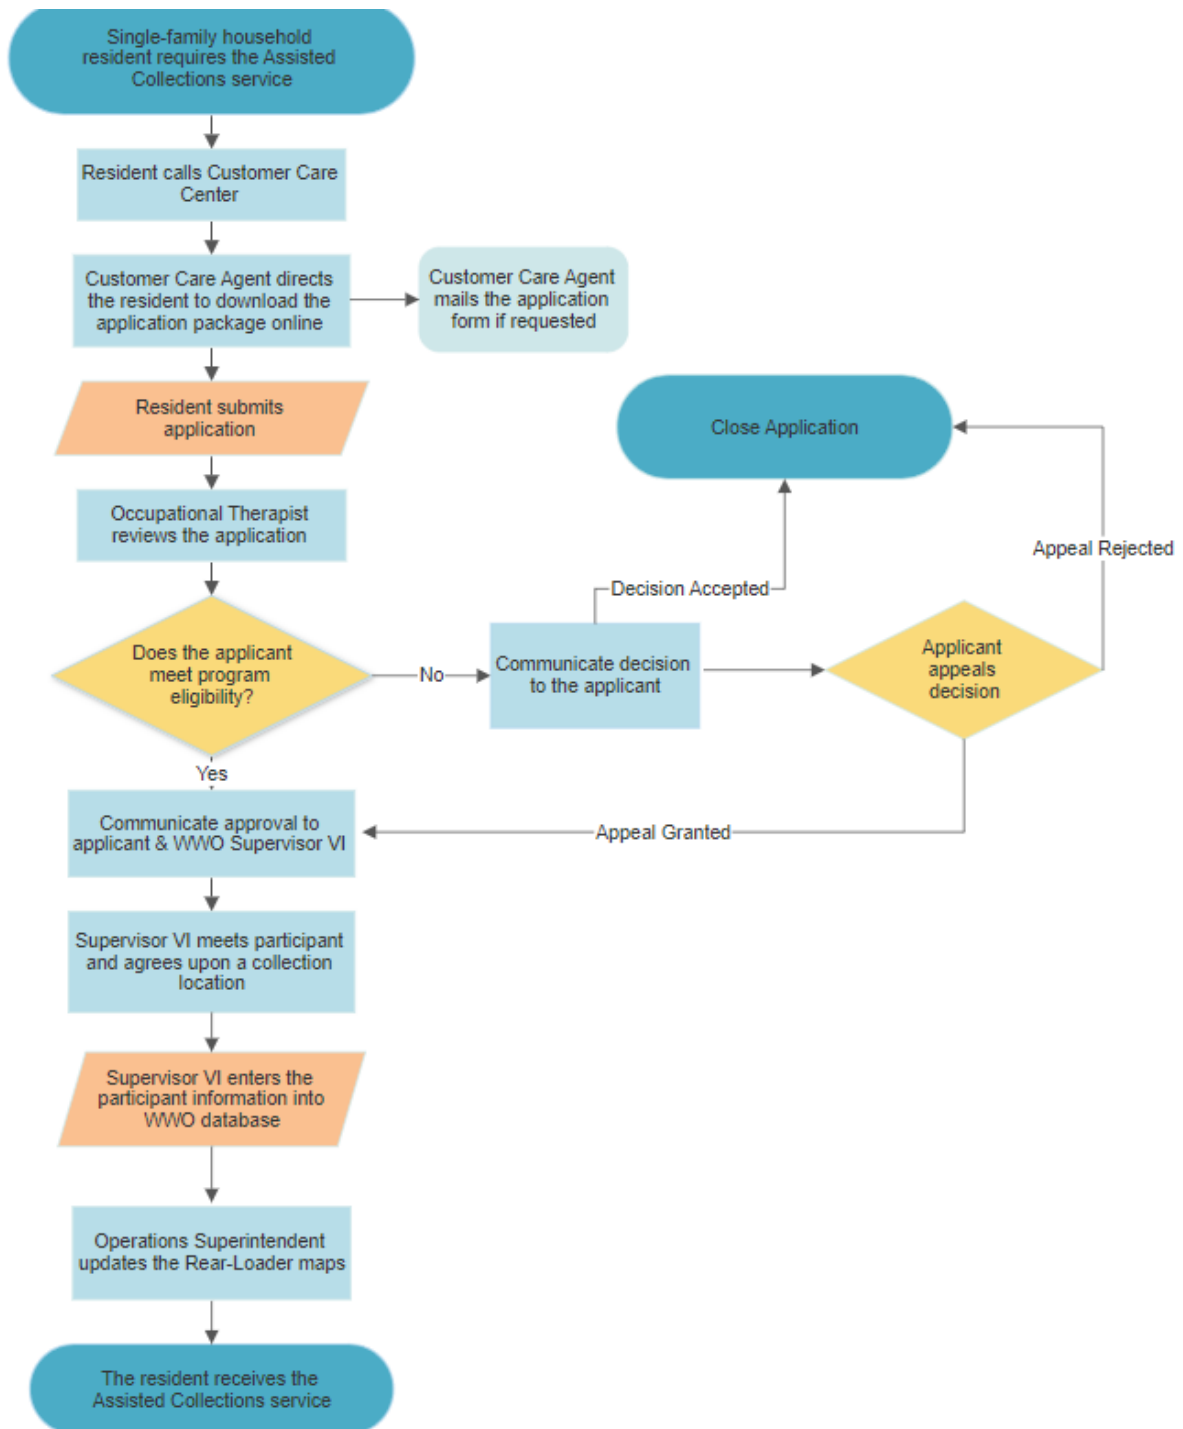 Single-family household
resident requires the Assisted
Collections service
Resident calls Customer Care
Center
Customer Care Agent directs
the resident to download the
application package online
Customer Care Agent
mails the application
form if requested
Resident submits
application
Close Application
Occupational Therapist
reviews the application
Appeal Rejected
Decision Accepted
Does the applicant
meet program
eligibility?
No
Communicate decision
to the applicant
Applicant
appeals
decision
Yes
Communicate approval to
applicant & WWO Supervisor VI
Appeal Granted
Supervisor VI meets participant
and agrees upon a collection
location
Supervisor VI enters the
participant information into
WWO database
Operations Superintendent
updates the Rear-Loader maps
The resident receives the
Assisted Collections service